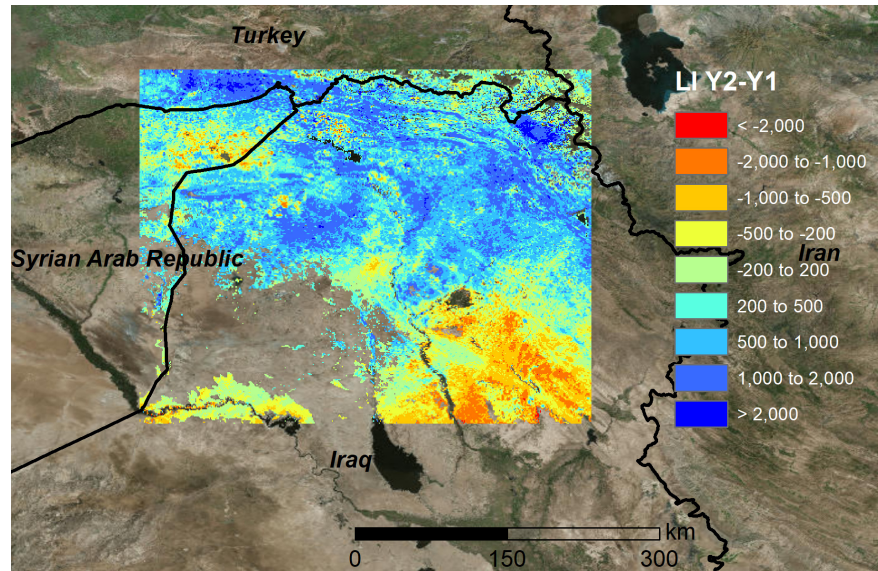 Turkey
LI Y2-Y1
< -2,000
-2,000 to -1,000
-1,000 to -500
-500 to -200
-200 to 200
200 to 500
500 to 1,000
1,000 to 2,000
> 2,000
Syrian Arab Republic
Iran
Iraq
km
0 150 300